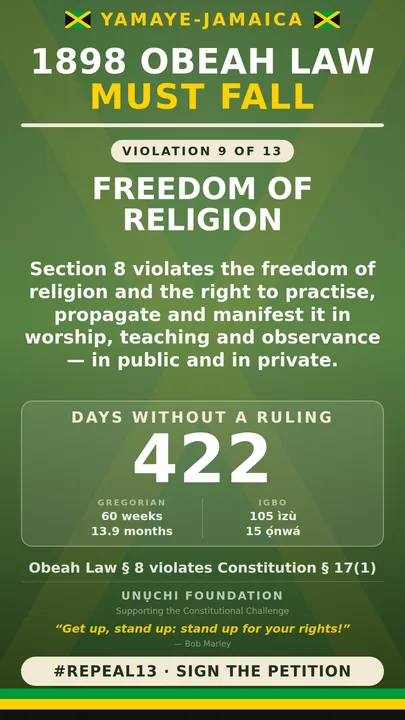 YAMAYE-JAMAICA
1898 OBEAH LAW
MUST FALL
VIOLATION 9 OF 13
FREEDOM OF
RELIGION
Section 8 violates the freedom of
religion and the right to practise,
propagate and manifest it in
worship, teaching and observance
— in public and in private.
DAYS WITHOUT A RULING
422
GREGORIAN
60 weeks
13.9 months
IGBO
105 ìzù
15 ọ́nwá
Obeah Law § 8 violates Constitution § 17(1)
UNỤCHI FOUNDATION
Supporting the Constitutional Challenge
“Get up, stand up: stand up for your rights!”
— Bob Marley
#REPEAL13 · SIGN THE PETITION